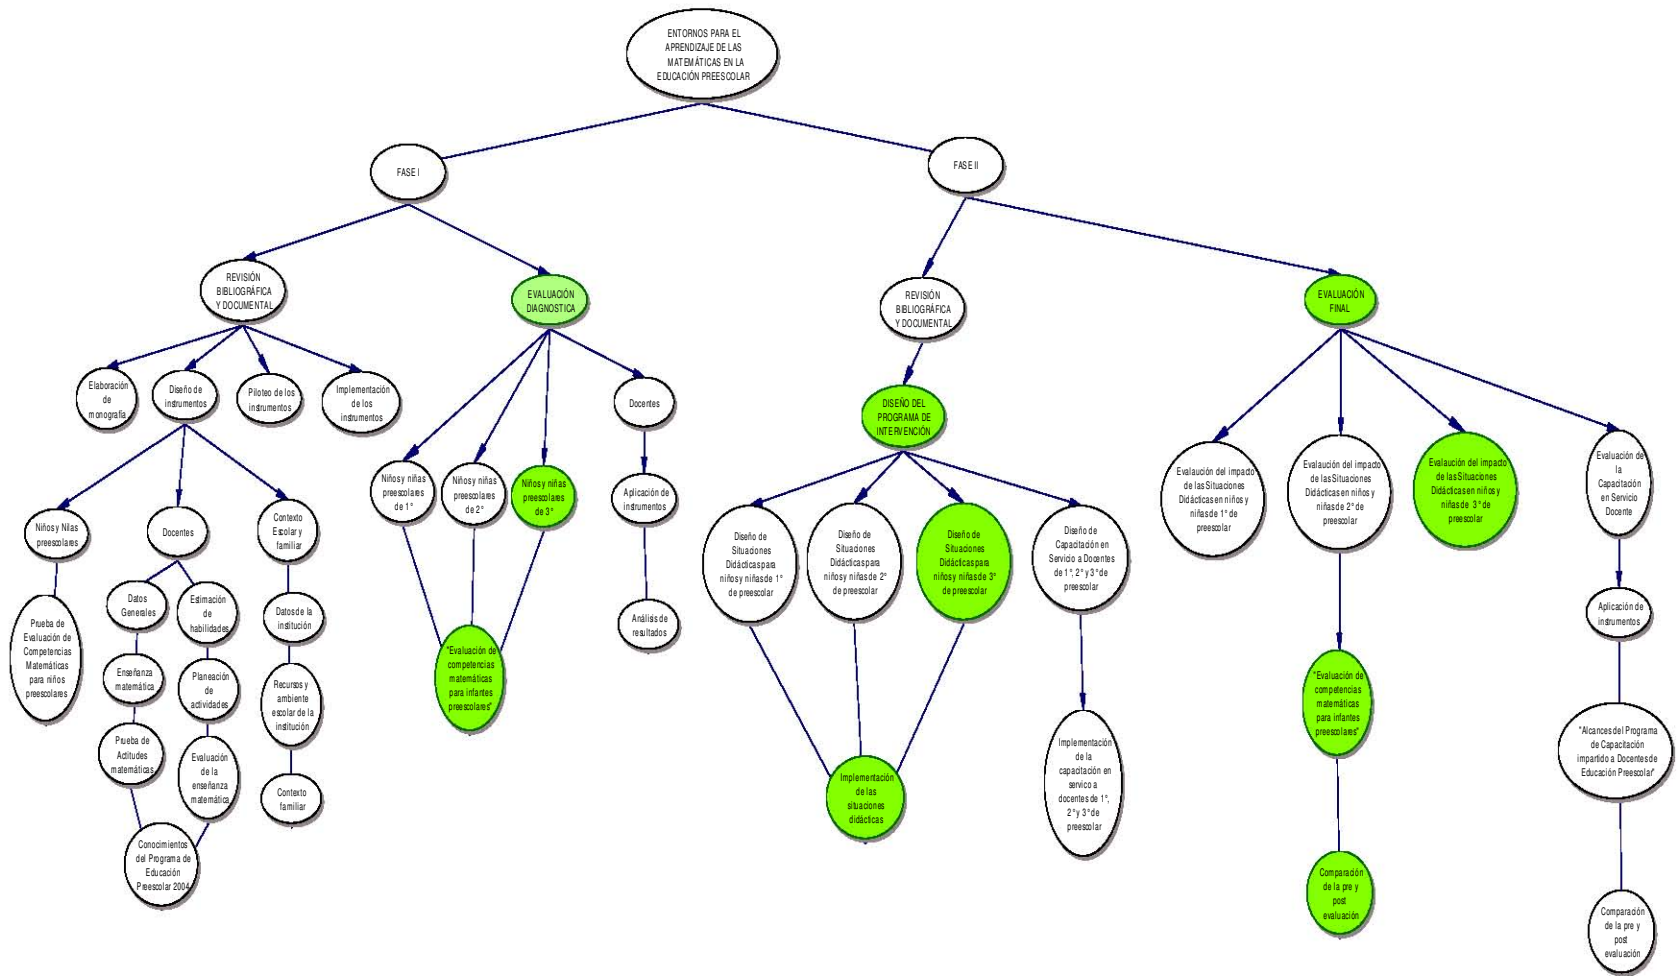 ENTORNOS PARA EL
APRENDIZAJE DE LAS
MATEMÁTICAS EN LA
EDUCACIÓN PREESCOLAR
FASE I
FASE II
REVISIÓN
BIBLIOGRÁFICA
Y DOCUMENTAL
EVALUACIÓN
DIAGNOSTICA
REVISIÓN
BIBLIOGRÁFICA
Y DOCUMENTAL
EVALUACIÓN
FINAL
Elaboración
de
monografía
Diseño de
instrumentos
Piloteo de los
instrumentos
Implementación
de los
instrumentos
Docentes
DISEÑO DEL
PROGRAMA DE
INTERVENCIÓN
Niños y niñas
preescolares
de 1°
Niños y niñas
preescolares
de 2°
Niños y niñas
preescolares
de 3°
Aplicación de
instrumentos
Evalaución del impacto
de las Situaciones
Didácticas en niños y
niñas de 1° de
preescolar
Evalaución del impacto
de las Situaciones
Didácticas en niños y
niñas de 2° de
preescolar
Evalaución del impacto
de las Situaciones
Didácticas en niños y
niñas de 3° de
preescolar
Evaluación de
la
Capacitación
en Servicio
Docente
Niños y Niñas
preescolares
Docentes
Contexto
Escolar y
familiar
Diseño de
Situaciones
Didácticas para
niños y niñas de 1°
de preescolar
Diseño de
Situaciones
Didácticas para
niños y niñas de 2°
de preescolar
Diseño de
Situaciones
Didácticas para
niños y niñas de 3°
de preescolar
Diseño de
Capacitación en
Servicio a Docentes
de 1°, 2° y 3° de
preescolar
Prueba de
Evaluación de
Competencias
Matemáticas
para niños
preescolares
Datos
Generales
Estimación
de
habilidades
Datos de la
institución
Análisis de
resultados
Aplicación de
instrumentos
Enseñanza
matemática
Planeación
de
actividades
Recursos y
ambiente
escolar de la
institución
"Evaluación de
competencias
matemáticas
para infantes
preescolares"
"Evaluación de
competencias
matemáticas
para infantes
preescolares"
Prueba de
Actitudes
matemáticas
Evaluación
de la
enseñanza
matemática
Contexto
familiar
Implementación
de las
situaciones
didácticas
Implementación
de la
capacitación en
servico a
docentes de 1°,
2° y 3° de
preescolar
"Alcances del Programa
de Capacitación
impartido a Docentes de
Educación Preescolar"
Conocimientos
del Programa de
Educación
Preescolar 2004
Comparación
de la pre y
post
evaluación
Comparación
de la pre y
post
evaluación